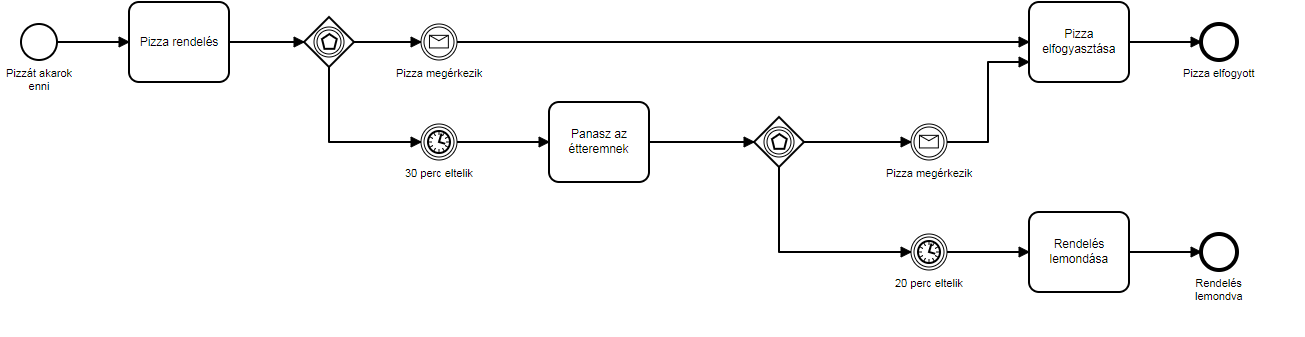 Pizzát akarok
enni
Pizza rendelés
Pizza megérkezik
Pizza
elfogyasztása
Pizza elfogyott
30 perc eltelik
Panasz az
étteremnek
Pizza megérkezik
20 perc eltelik
Rendelés
lemondása
Rendelés
lemondva